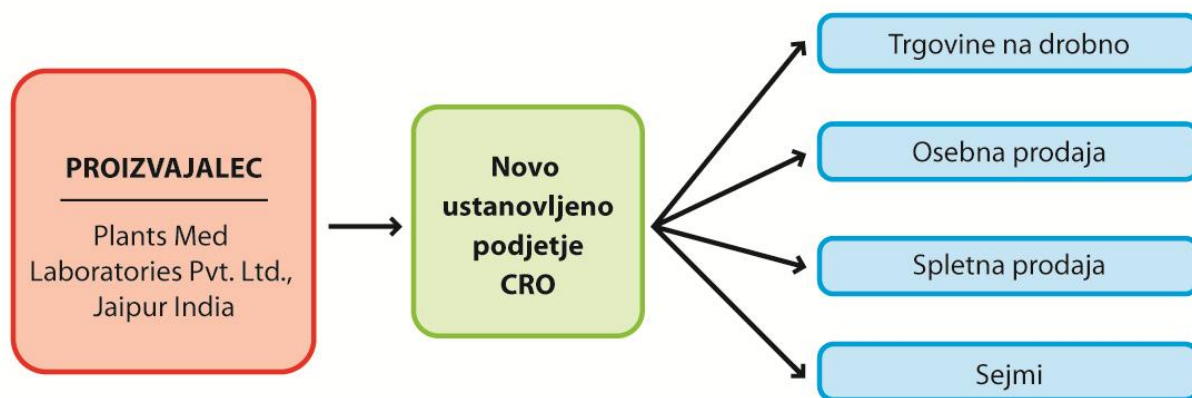 PROIZVAJALEC
Plants Med
Laboratories Pvt. Ltd.,
Jaipur India
Novo
ustanovljeno
podjetje
CRO
Trgovine na drobno
Osebna prodaja
Spletna prodaja
Sejmi